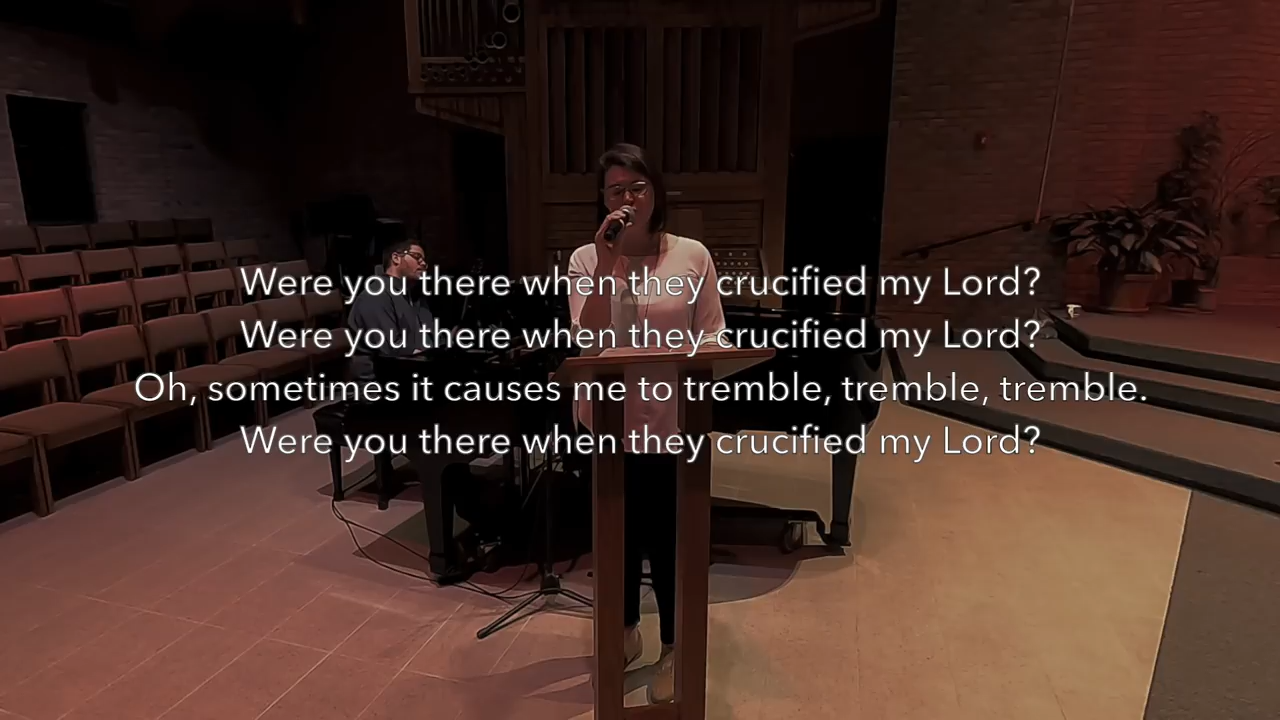 Were you there when they crucified my Lord?
Were you there when they crucified my Lord?
Oh, sometimes it causes me to tremble, tremble, tremble.
Were you there when they crucified my Lord?